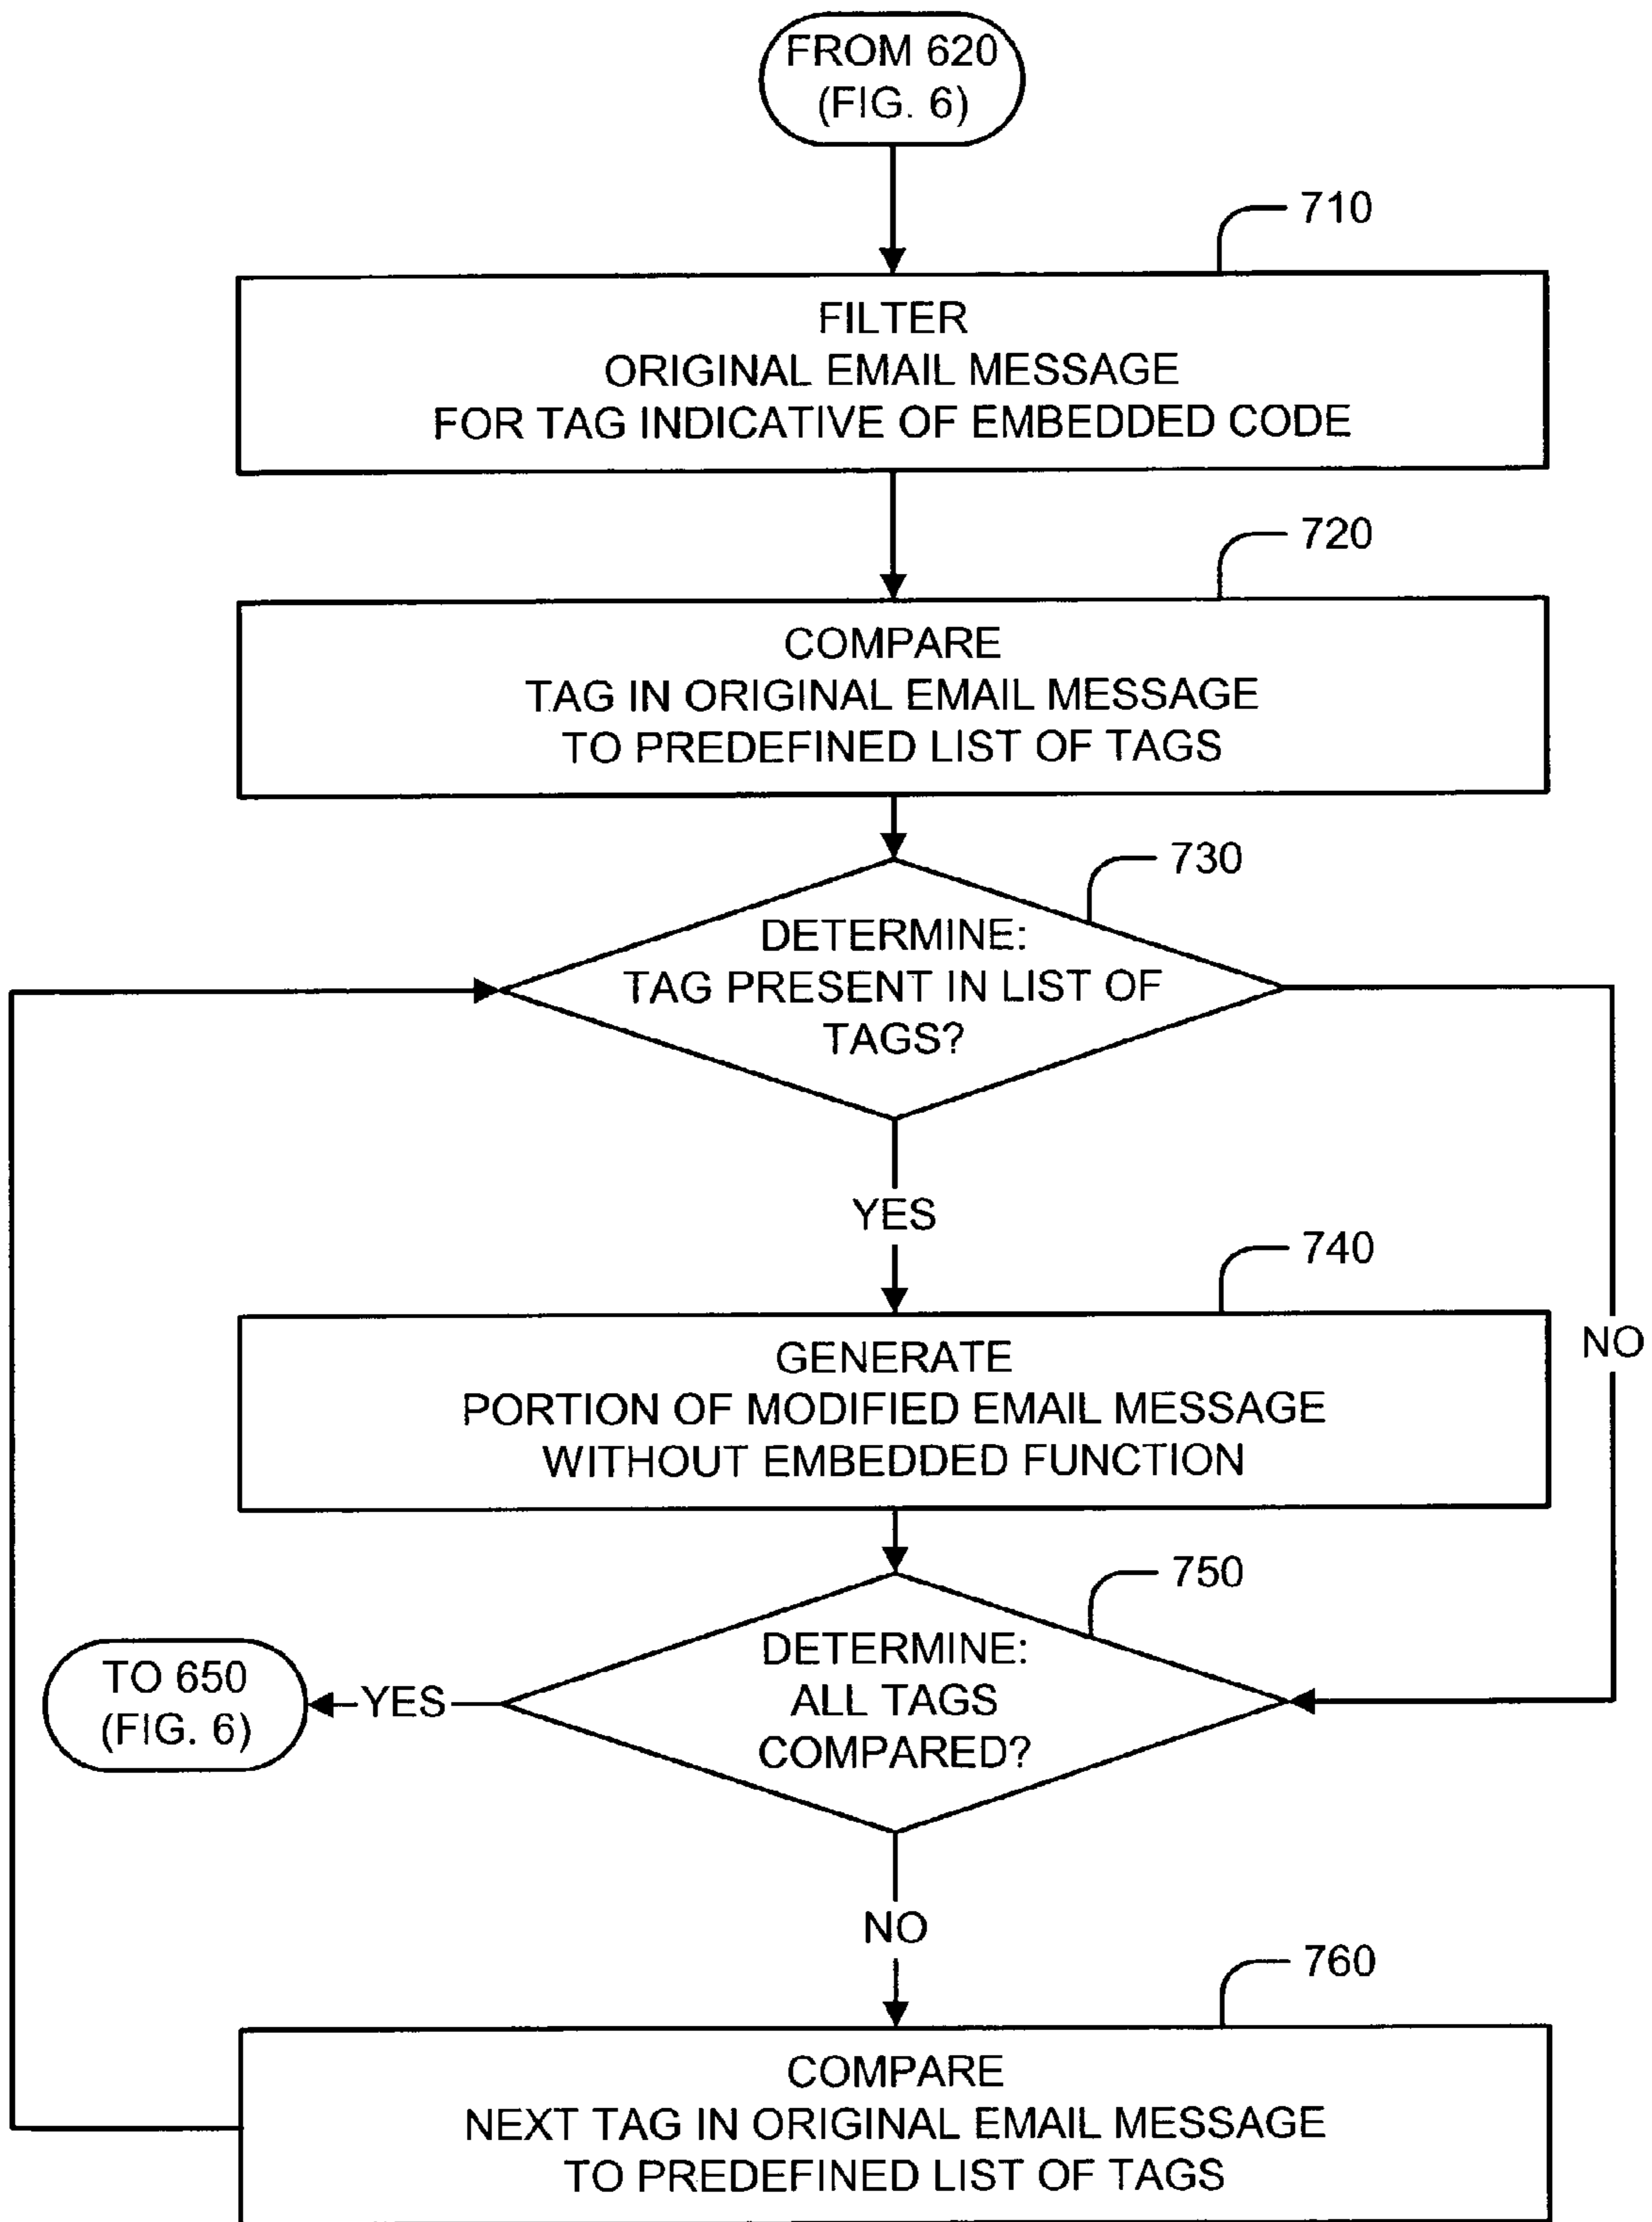 FROM 620
(FIG. 6)
710
FILTER
ORIGINAL EMAIL MESSAGE
FOR TAG INDICATIVE OF EMBEDDED CODE
720
COMPARE
TAG IN ORIGINAL EMAIL MESSAGE
TO PREDEFINED LIST OF TAGS
730
DETERMINE:
TAG PRESENT IN LIST OF
TAGS?
YES
740
NO
GENERATE
PORTION OF MODIFIED EMAIL MESSAGE
WITHOUT EMBEDDED FUNCTION
750
DETERMINE:
ALL TAGS
COMPARED?
YES
TO 650
(FIG. 6)
NO
760
COMPARE
NEXT TAG IN ORIGINAL EMAIL MESSAGE
TO PREDEFINED LIST OF TAGS